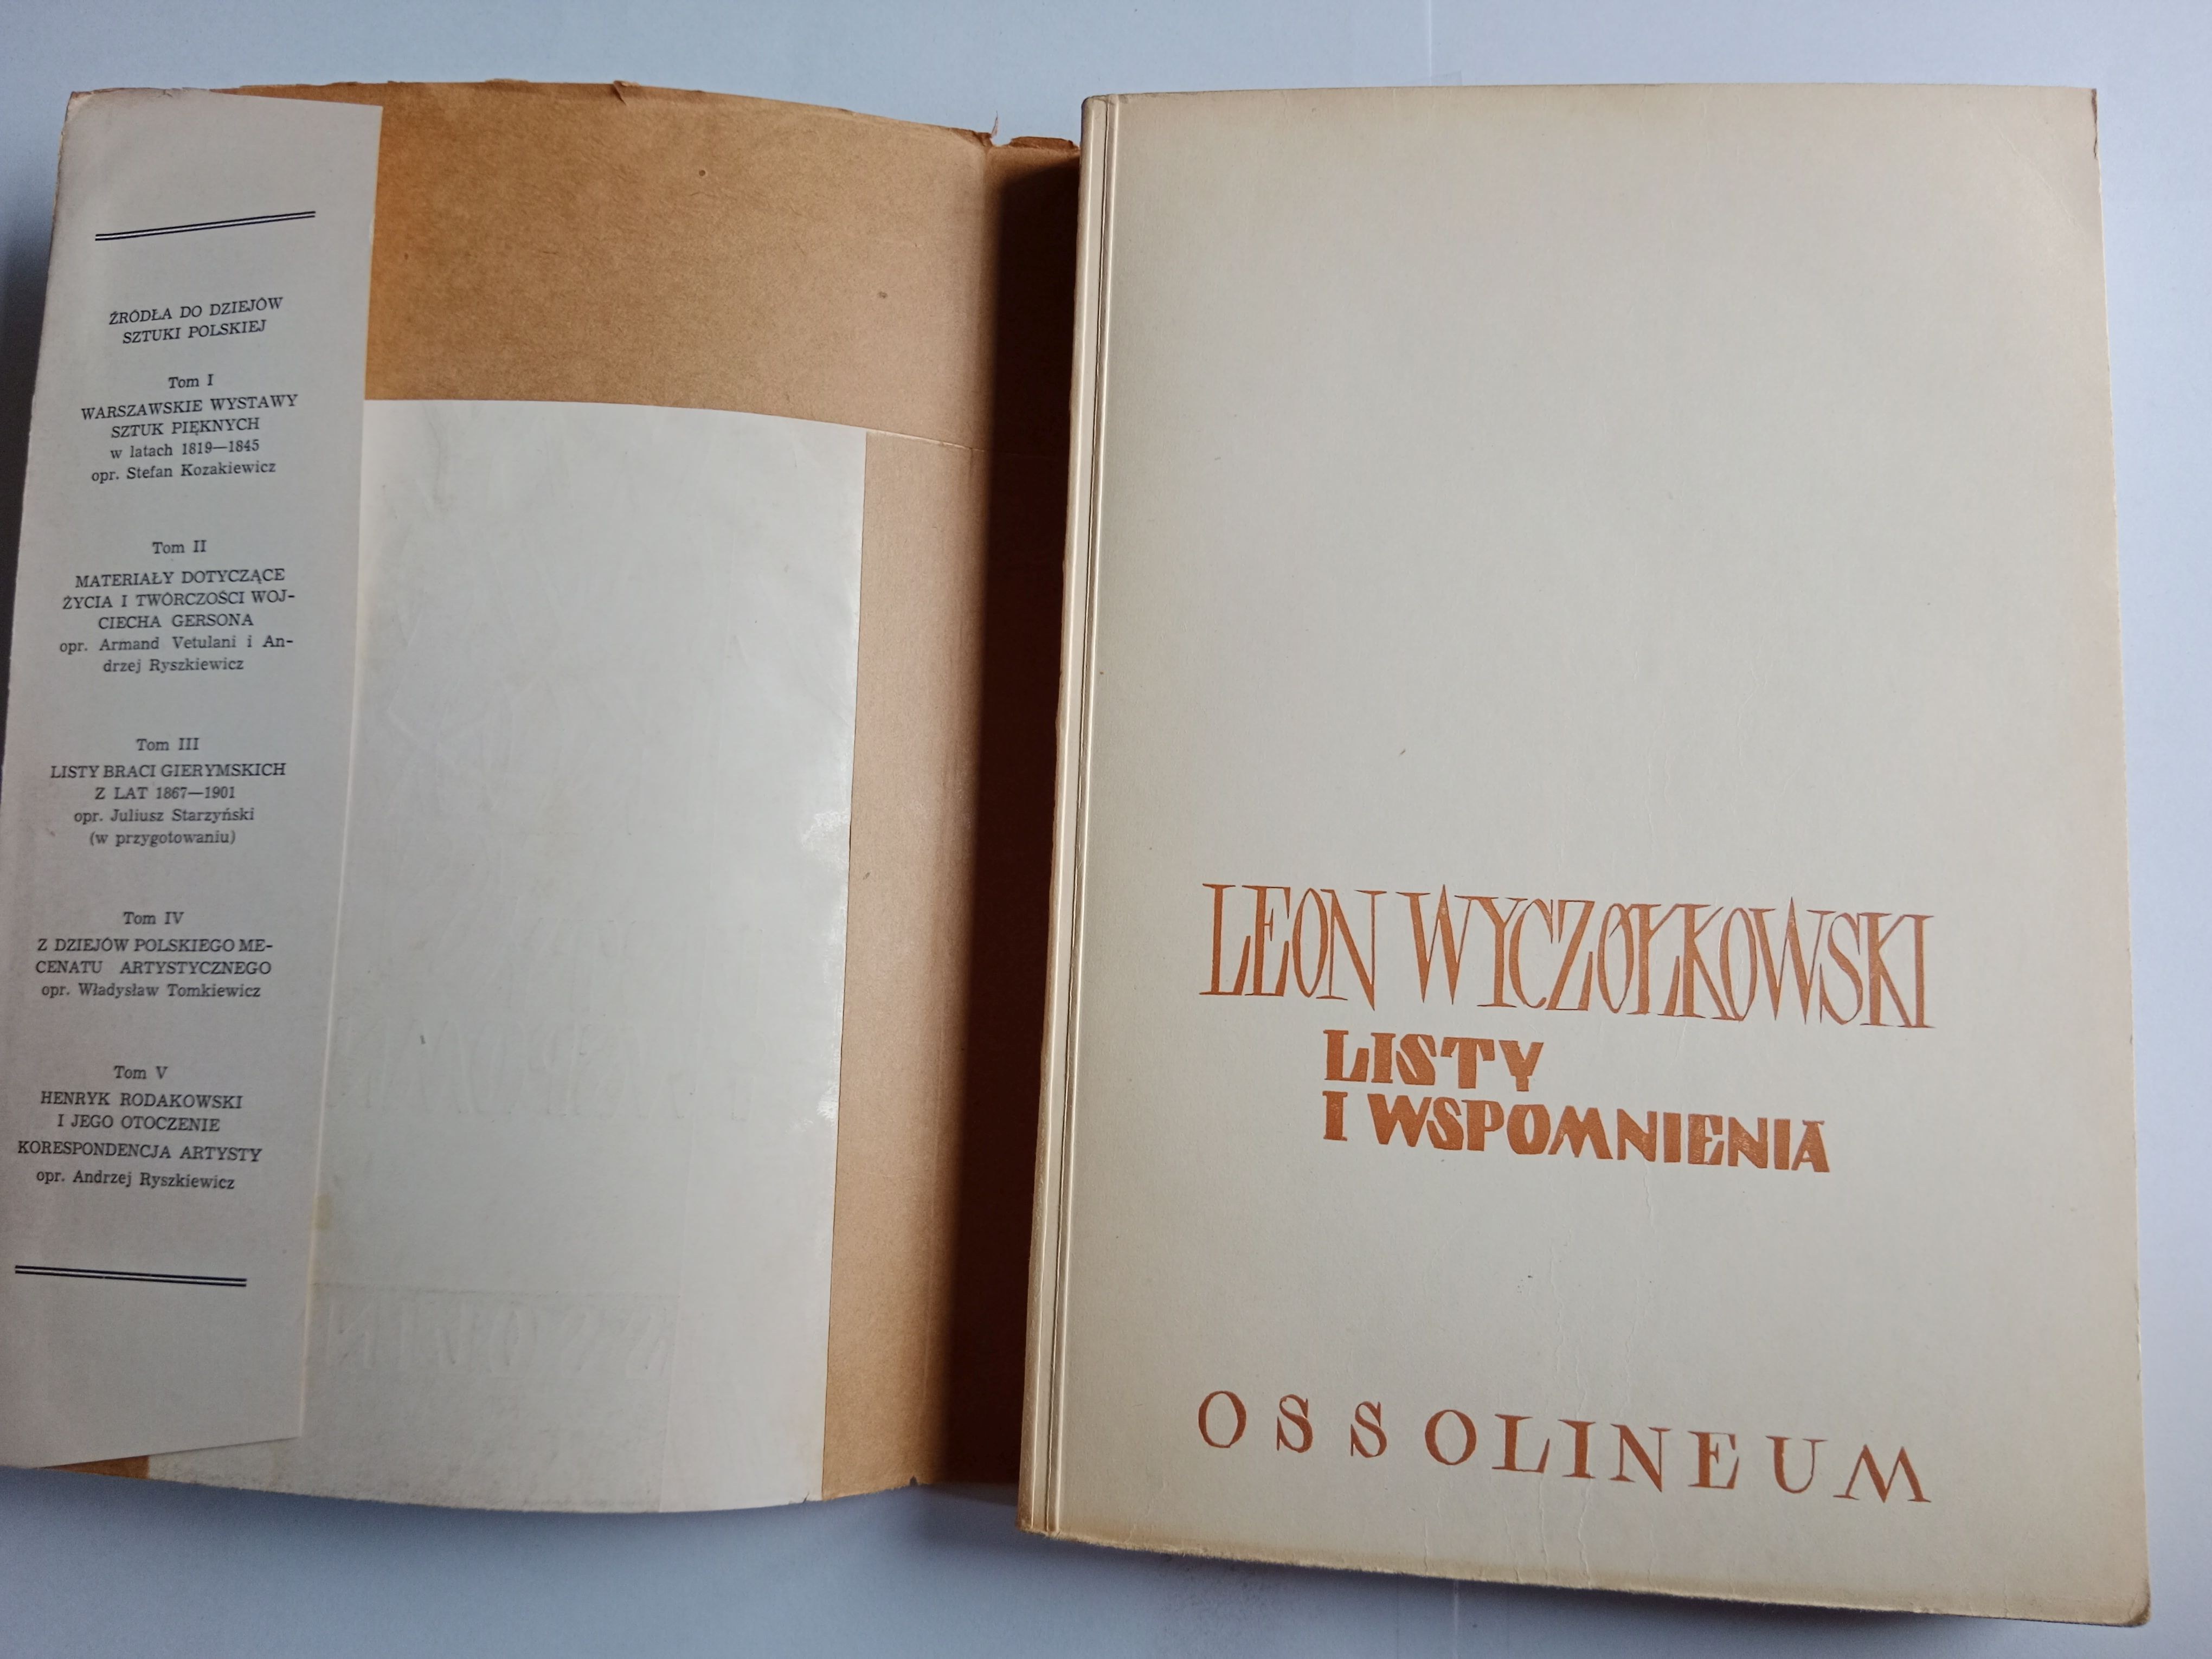 ŹRÓDŁA DO DZIEJÓW
SZTUKI POLSKIEJ
Tom I
WARSZAWSKIE WYSTAWY
SZTUK PIĘKNYCH
w latach 1819—1845
opr. Stefan Kozakiewicz
Tom II
MATERIAŁY DOTYCZĄCE
ŻYCIA I TWÓRCZOŚCI WOJ-
CIECHA GERSONA
opr. Armand Vetulani i An-
drzej Ryszkiewicz
Tom III
LISTY BRACI GIERYMSKICH
Z LAT 1867—1901
opr. Juliusz Starzyński
(w przygotowaniu)
Tom IV
Z DZIEJÓW POLSKIEGO ME-
CENATU ARTYSTYCZNEGO
opr. Władysław Tomkiewicz
Tom V
HENRYK RODAKOWSKI
I JEGO OTOCZENIE
KORESPONDENCJA ARTYSTY
opr. Andrzej Ryszkiewicz
LEON WYCZÓŁKOWSKI
LISTY
I WSPOMNIENIA
OSSOLINEUM